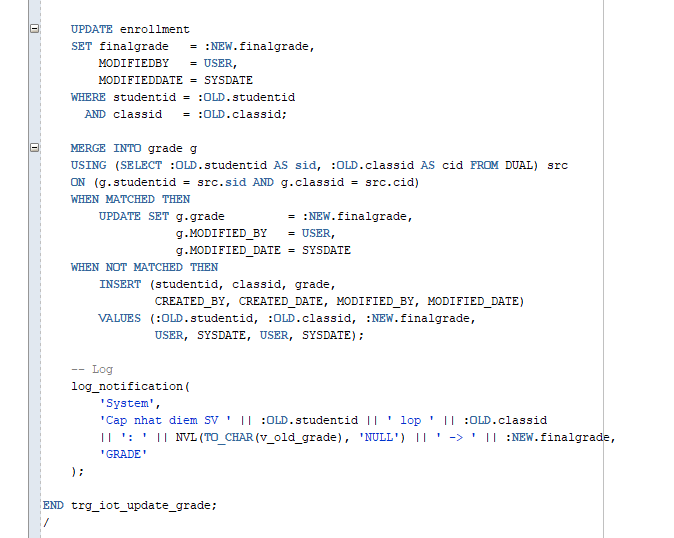 UPDATE enrollment
SET finalgrade   = :NEW.finalgrade,
    MODIFIEDBY   = USER,
    MODIFIEDDATE = SYSDATE
WHERE studentid = :OLD.studentid
  AND classid   = :OLD.classid;
MERGE INTO grade g
USING (SELECT :OLD.studentid AS sid, :OLD.classid AS cid FROM DUAL) src
ON (g.studentid = src.sid AND g.classid = src.cid)
WHEN MATCHED THEN
    UPDATE SET g.grade         = :NEW.finalgrade,
               g.MODIFIED_BY   = USER,
               g.MODIFIED_DATE = SYSDATE
WHEN NOT MATCHED THEN
    INSERT (studentid, classid, grade,
            CREATED_BY, CREATED_DATE, MODIFIED_BY, MODIFIED_DATE)
    VALUES (:OLD.studentid, :OLD.classid, :NEW.finalgrade,
            USER, SYSDATE, USER, SYSDATE);
-- Log
log_notification(
    'System',
    'Cap nhat diem SV ' || :OLD.studentid || ' lop ' || :OLD.classid
    || ': ' || NVL(TO_CHAR(v_old_grade), 'NULL') || ' -> ' || :NEW.finalgrade,
    'GRADE'
);
END trg_iot_update_grade;
/